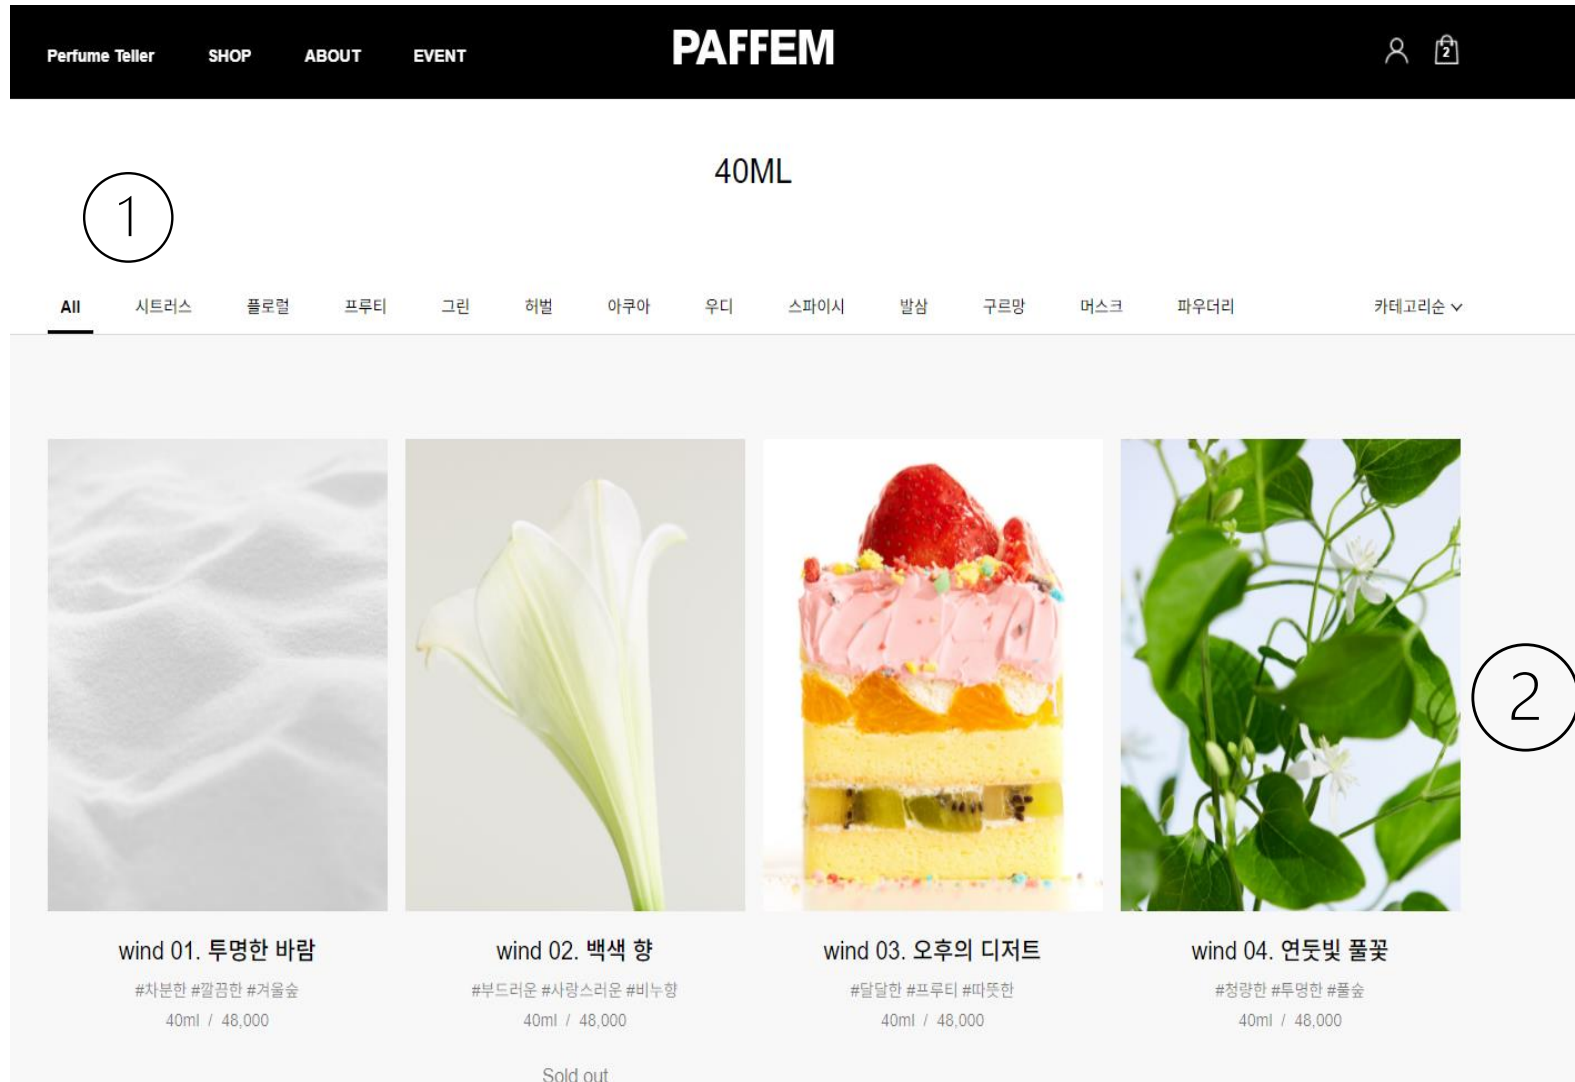 Perfume Teller SHOP ABOUT EVENT PAFFEM 2
40ML
1
All 시트러스 플로럴 프루티 그린 허벌 아쿠아 우디 스파이시 발삼 구르망 머스크 파우더리 카테고리순
2
wind 01. 투명한 바람 wind 02. 백색 향 wind 03. 오후의 디저트 wind 04. 연둣빛 풀꽃
#차분한 #깔끔한 #겨울숲 #부드러운 #사랑스러운 #비누향 #달달한 #프루티 #따뜻한 #청량한 #투명한 #풀숲
40ml / 48,000 40ml / 48,000 40ml / 48,000 40ml / 48,000
Sold out